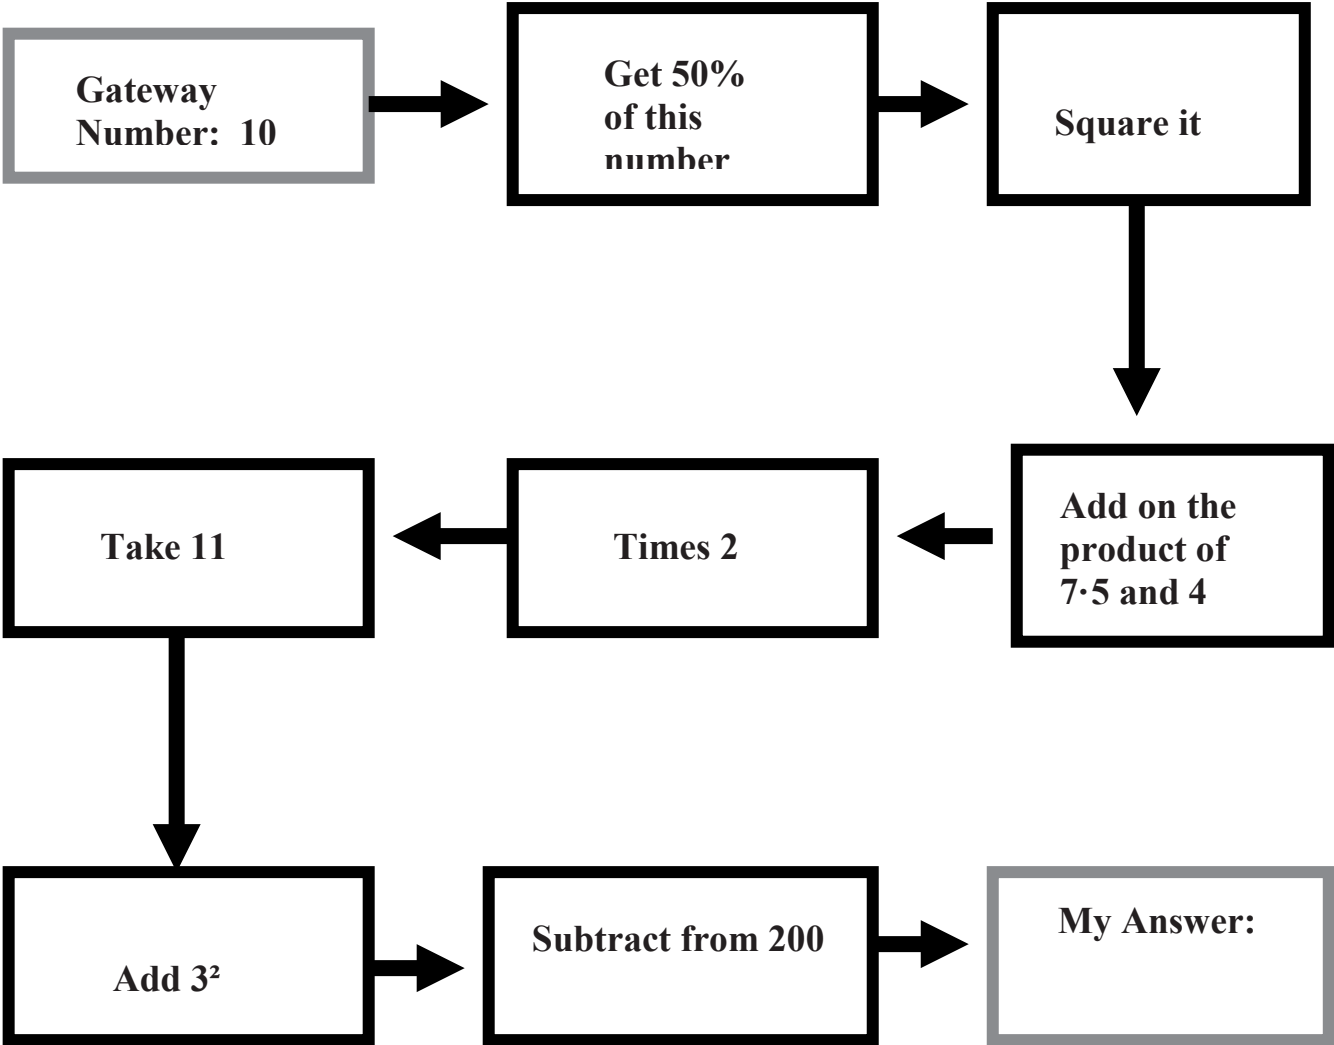 Gateway
Number: 10
Get 50%
of this
number
Square it
Add on the
product of
7·5 and 4
Times 2
Take 11
Add 3²
Subtract from 200
My Answer: